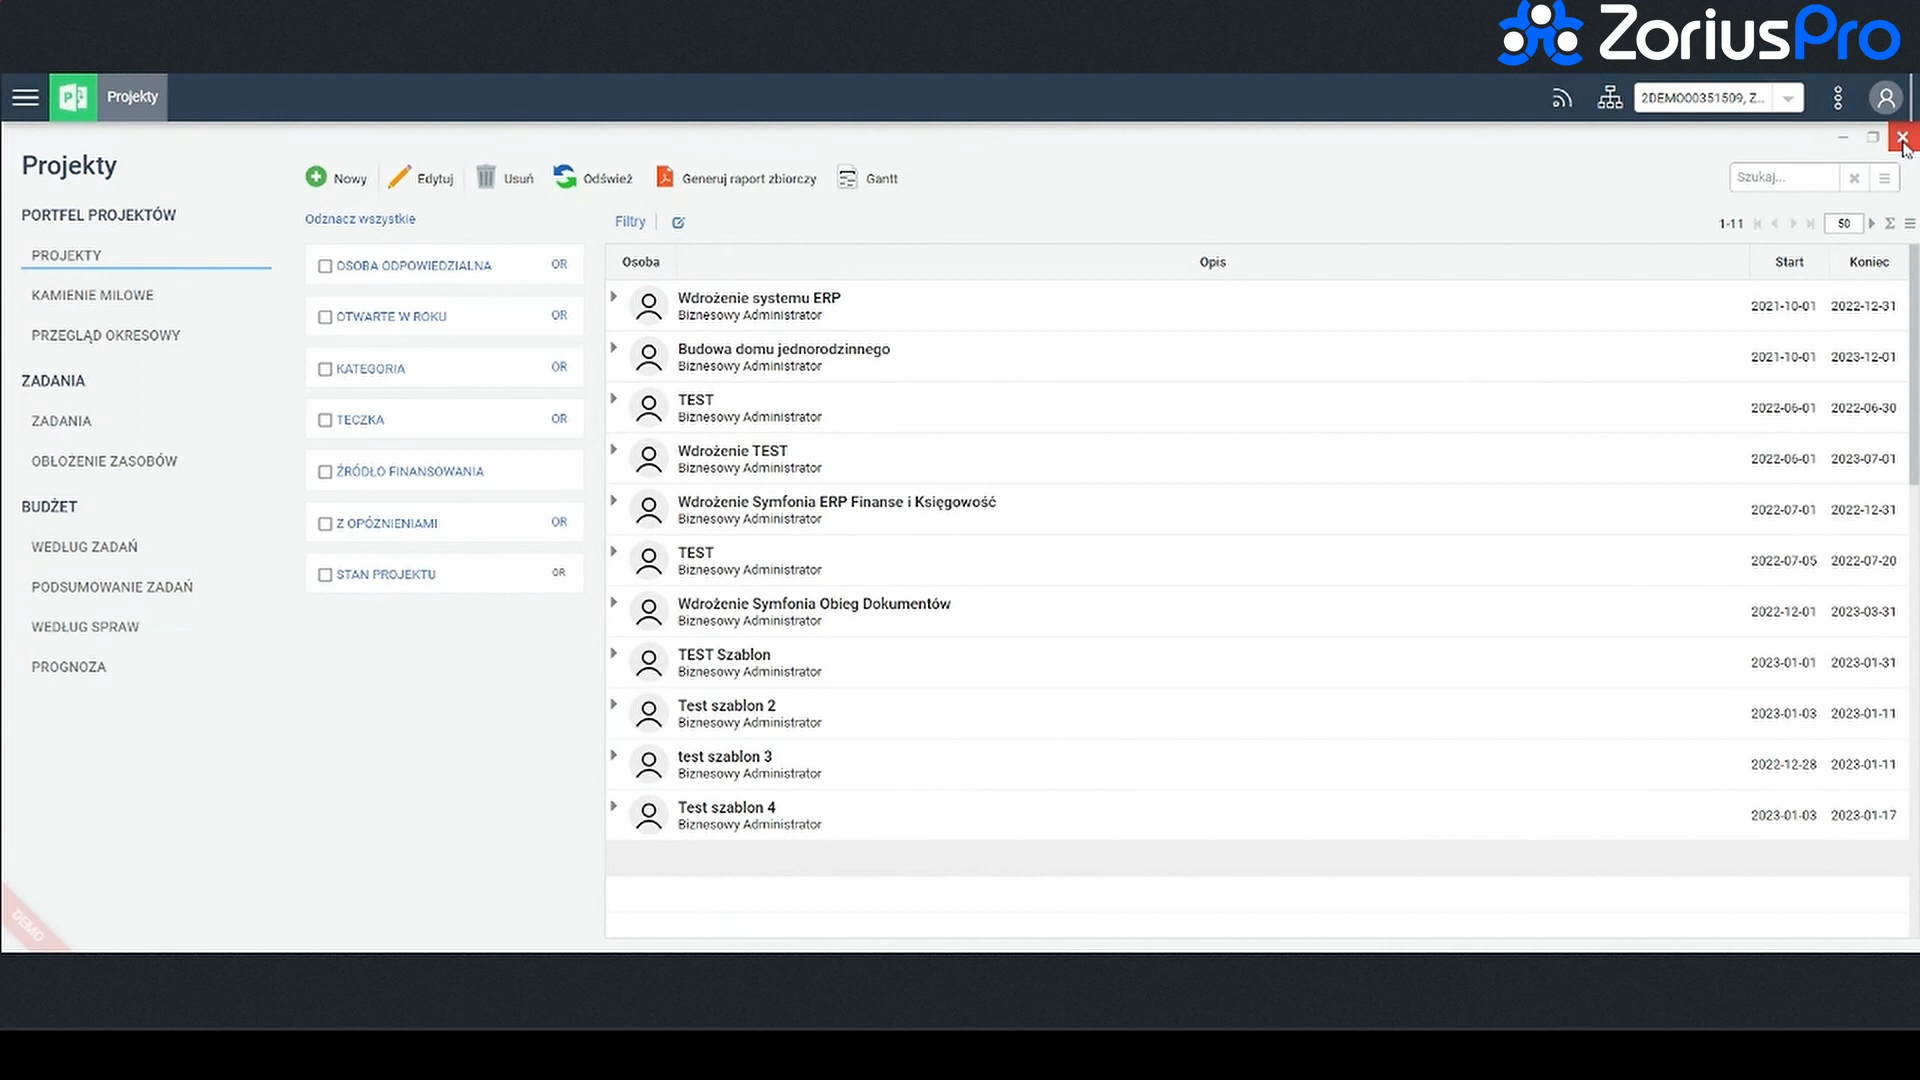 ZoriusPro
Projekty
2DEMO00351509, Z...
Projekty
Nowy
Edytuj
Usuń
Odśwież
Generuj raport zbiorczy
Gantt
Szukaj...
PORTFEL PROJEKTÓW
PROJEKTY
KAMIENIE MILOWE
PRZEGLĄD OKRESOWY
ZADANIA
ZADANIA
OBŁOŻENIE ZASOBÓW
BUDŻET
WEDŁUG ZADAŃ
PODSUMOWANIE ZADAŃ
WEDŁUG SPRAW
PROGNOZA
DEMO
Odznacz wszystkie
OSOBA ODPOWIEDZIALNA OR
OTWARTE W ROKU OR
KATEGORIA OR
TECZKA OR
ŹRÓDŁO FINANSOWANIA
Z OPÓŹNIENIAMI OR
STAN PROJEKTU OR
Filtry
1-11 50 Σ
Osoba Opis Start Koniec
Wdrożenie systemu ERP
Biznesowy Administrator
2021-10-01 2022-12-31
Budowa domu jednorodzinnego
Biznesowy Administrator
2021-10-01 2023-12-01
TEST
Biznesowy Administrator
2022-06-01 2022-06-30
Wdrożenie TEST
Biznesowy Administrator
2022-06-01 2023-07-01
Wdrożenie Symfonia ERP Finanse i Księgowość
Biznesowy Administrator
2022-07-01 2022-12-31
TEST
Biznesowy Administrator
2022-07-05 2022-07-20
Wdrożenie Symfonia Obieg Dokumentów
Biznesowy Administrator
2022-12-01 2023-03-31
TEST Szablon
Biznesowy Administrator
2023-01-01 2023-01-31
Test szablon 2
Biznesowy Administrator
2023-01-03 2023-01-11
test szablon 3
Biznesowy Administrator
2022-12-28 2023-01-11
Test szablon 4
Biznesowy Administrator
2023-01-03 2023-01-17